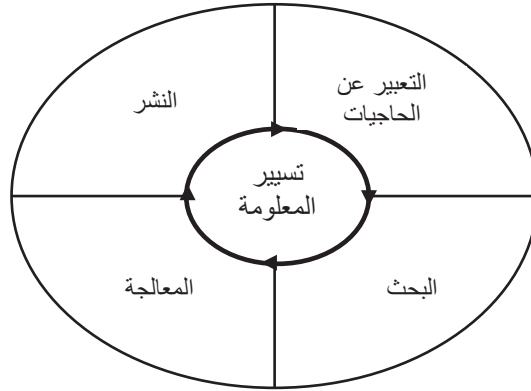 التعبير عن
الحاجيات
النشر
تسيير
المعلومة
البحث
المعالجة